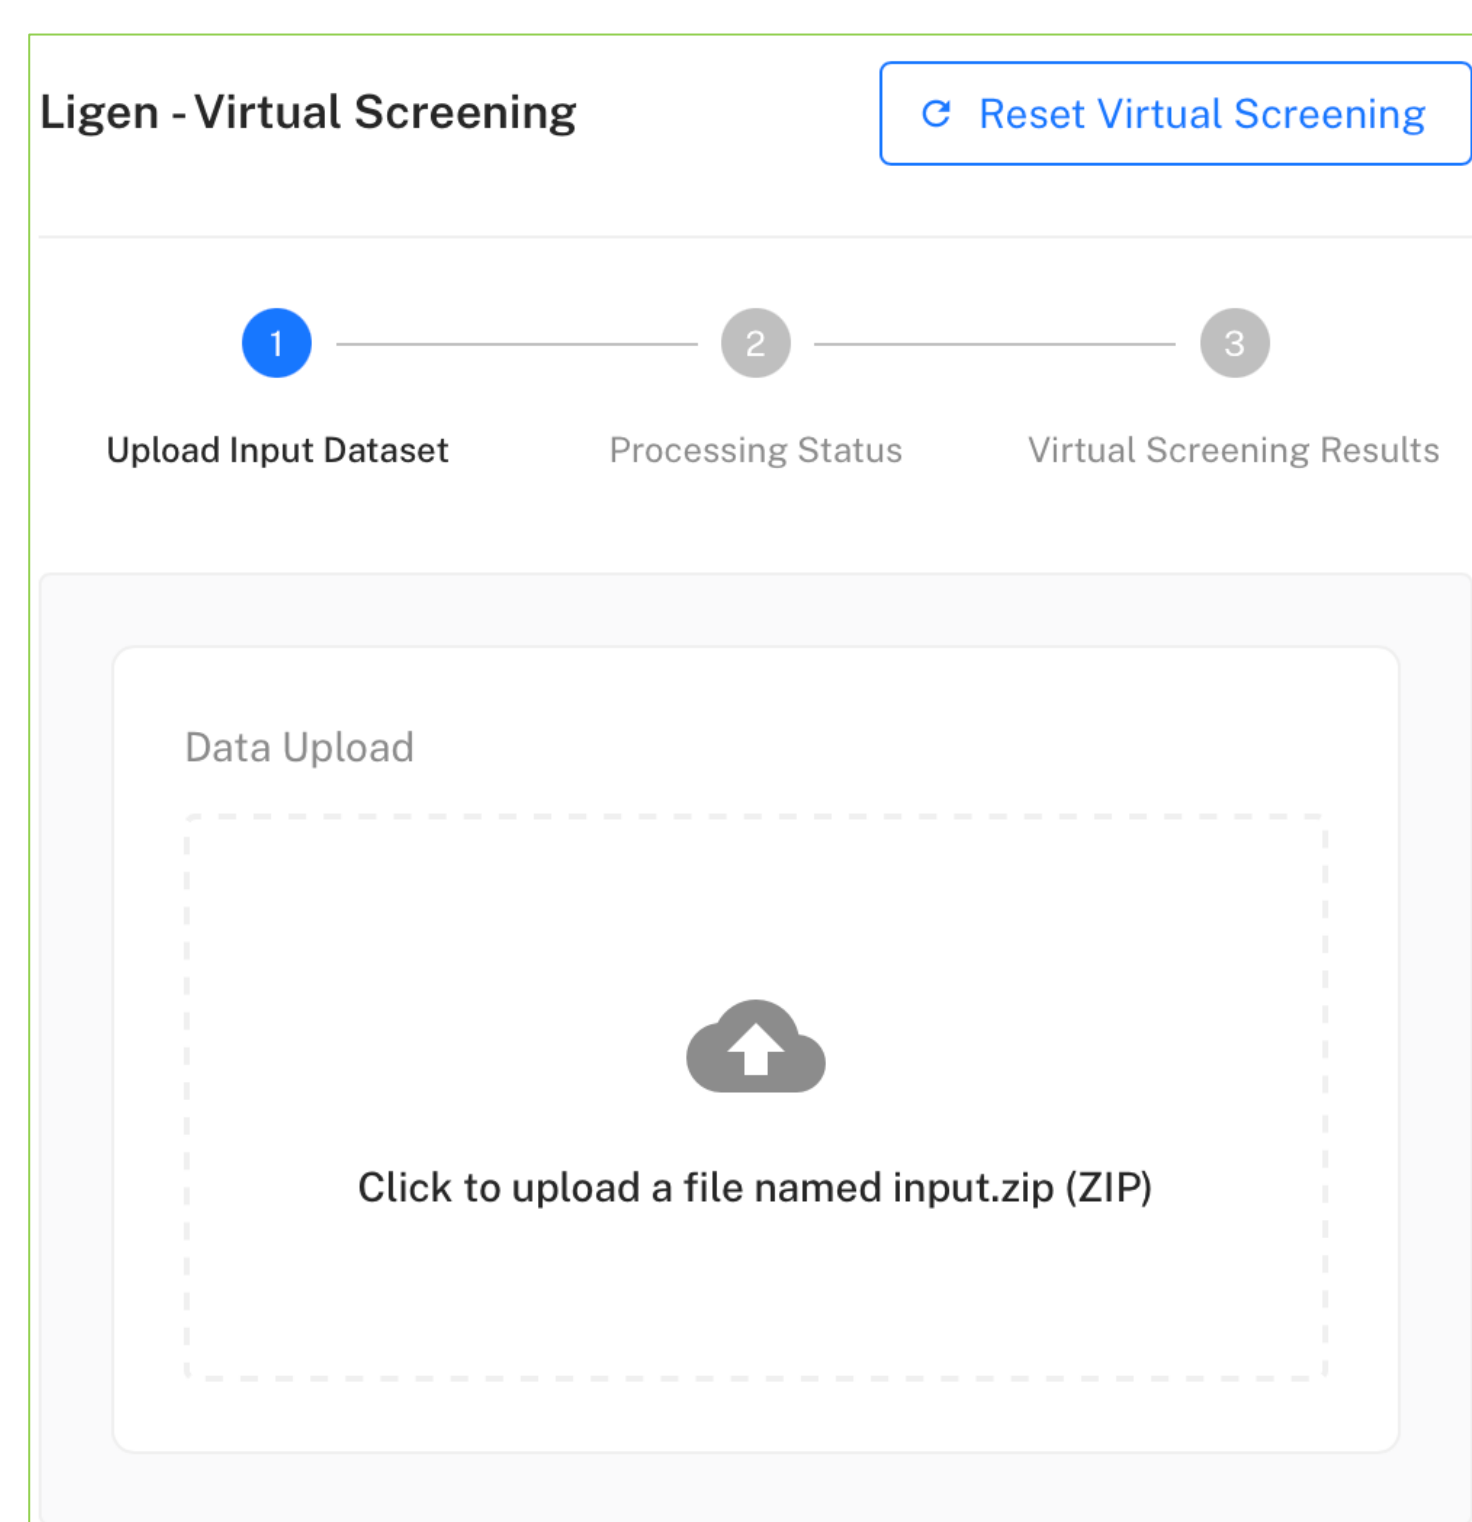 Ligen - Virtual Screening
Reset Virtual Screening
1
2
3
Upload Input Dataset
Processing Status
Virtual Screening Results
Data Upload
Click to upload a file named input.zip (ZIP)